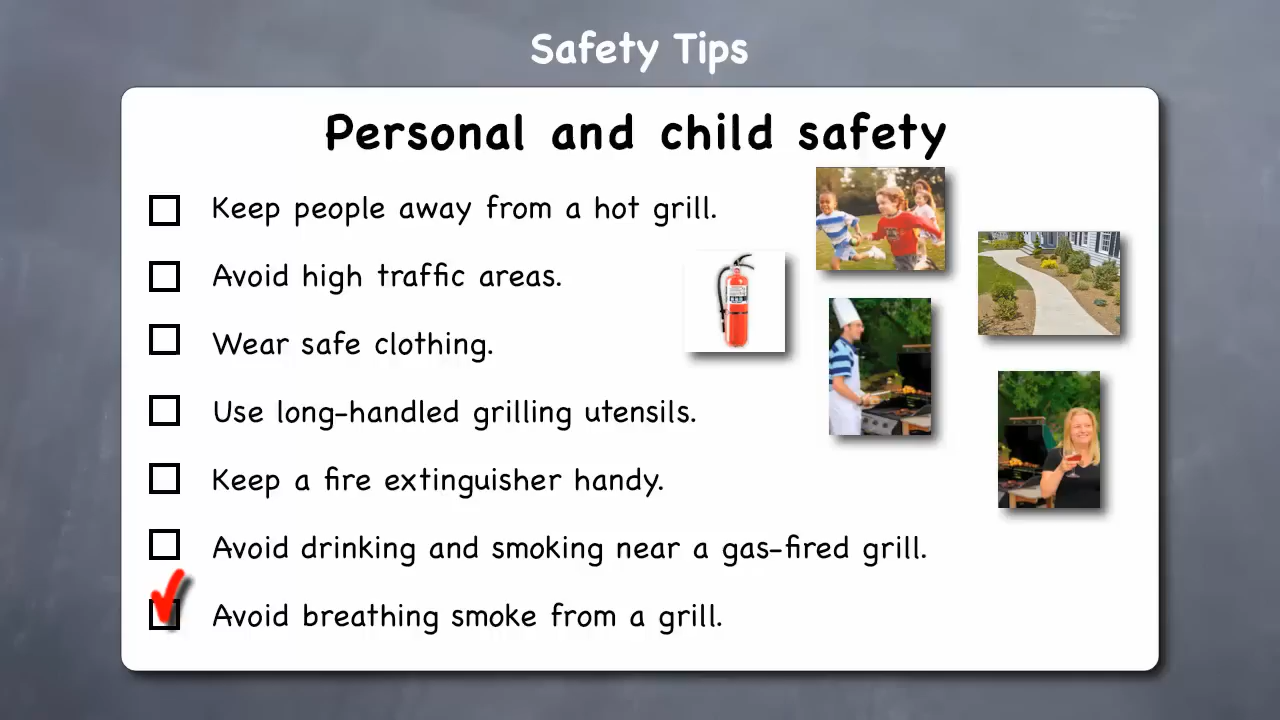 Safety Tips
Personal and child safety
Keep people away from a hot grill.
Avoid high traffic areas.
Wear safe clothing.
Use long-handled grilling utensils.
Keep a fire extinguisher handy.
Avoid drinking and smoking near a gas-fired grill.
Avoid breathing smoke from a grill.